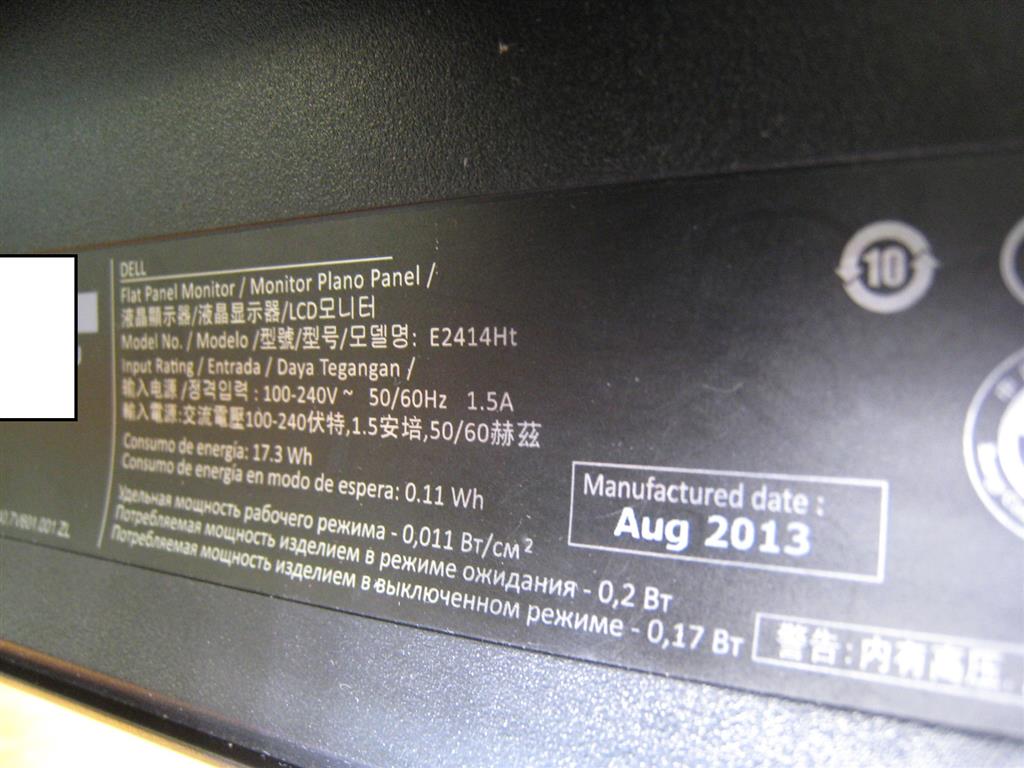 DELL
Flat Panel Monitor / Monitor Plano Panel /
液晶顯示器/液晶显示器/LCD모니터
Model No. / Modelo /型號/型号/모델명: E2414Ht
Input Rating / Entrada / Daya Tegangan /
输入电源 /정격입력 : 100-240V ~ 50/60Hz 1.5A
輸入電源:交流電壓100-240伏特,1.5安培,50/60赫茲
Consumo de energía: 17.3 Wh
Consumo de energía en modo de espera: 0.11 Wh
Удельная мощность рабочего режима - 0,011 Вт/см²
Потребляемая мощность изделием в режиме ожидания - 0,2 Вт
Потребляемая мощность изделием в выключенном режиме - 0,17 Вт
Manufactured date :
Aug 2013
10
警告:内有高压